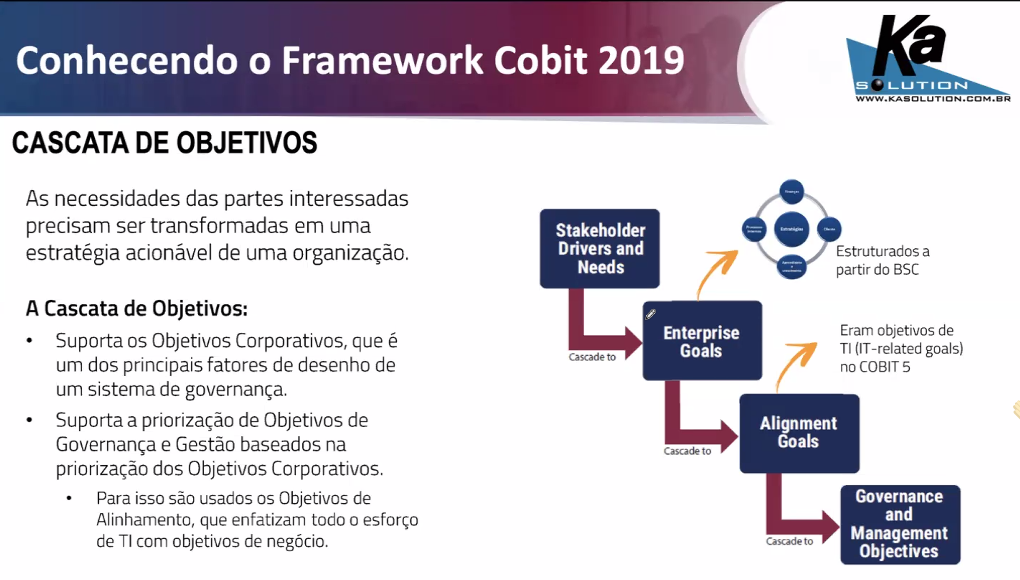 Conhecendo o Framework Cobit 2019
Ka
SOLUTION
WWW.KASOLUTION.COM.BR
CASCATA DE OBJETIVOS
As necessidades das partes interessadas
precisam ser transformadas em uma
estratégia acionável de uma organização.
A Cascata de Objetivos:
• Suporta os Objetivos Corporativos, que é
um dos principais fatores de desenho de
um sistema de governança.
• Suporta a priorização de Objetivos de
Governança e Gestão baseados na
priorização dos Objetivos Corporativos.
• Para isso são usados os Objetivos de
Alinhamento, que enfatizam todo o esforço
de TI com objetivos de negócio.
Stakeholder
Drivers and
Needs
Cascade to
Enterprise
Goals
Cascade to
Alignment
Goals
Cascade to
Governance
and
Management
Objectives
Estratégias
Estruturados a
partir do BSC
Eram objetivos de
TI (IT-related goals)
no COBIT 5